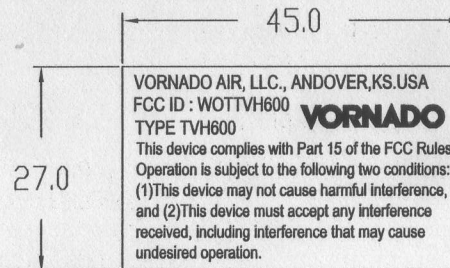 45.0
VORNADO AIR, LLC., ANDOVER,KS.USA
FCC ID : WOTTVH600
VORNADO
TYPE TVH600
This device complies with Part 15 of the FCC Rules
Operation is subject to the following two conditions:
(1)This device may not cause harmful interference,
and (2)This device must accept any interference
received, including interference that may cause
undesired operation.
27.0